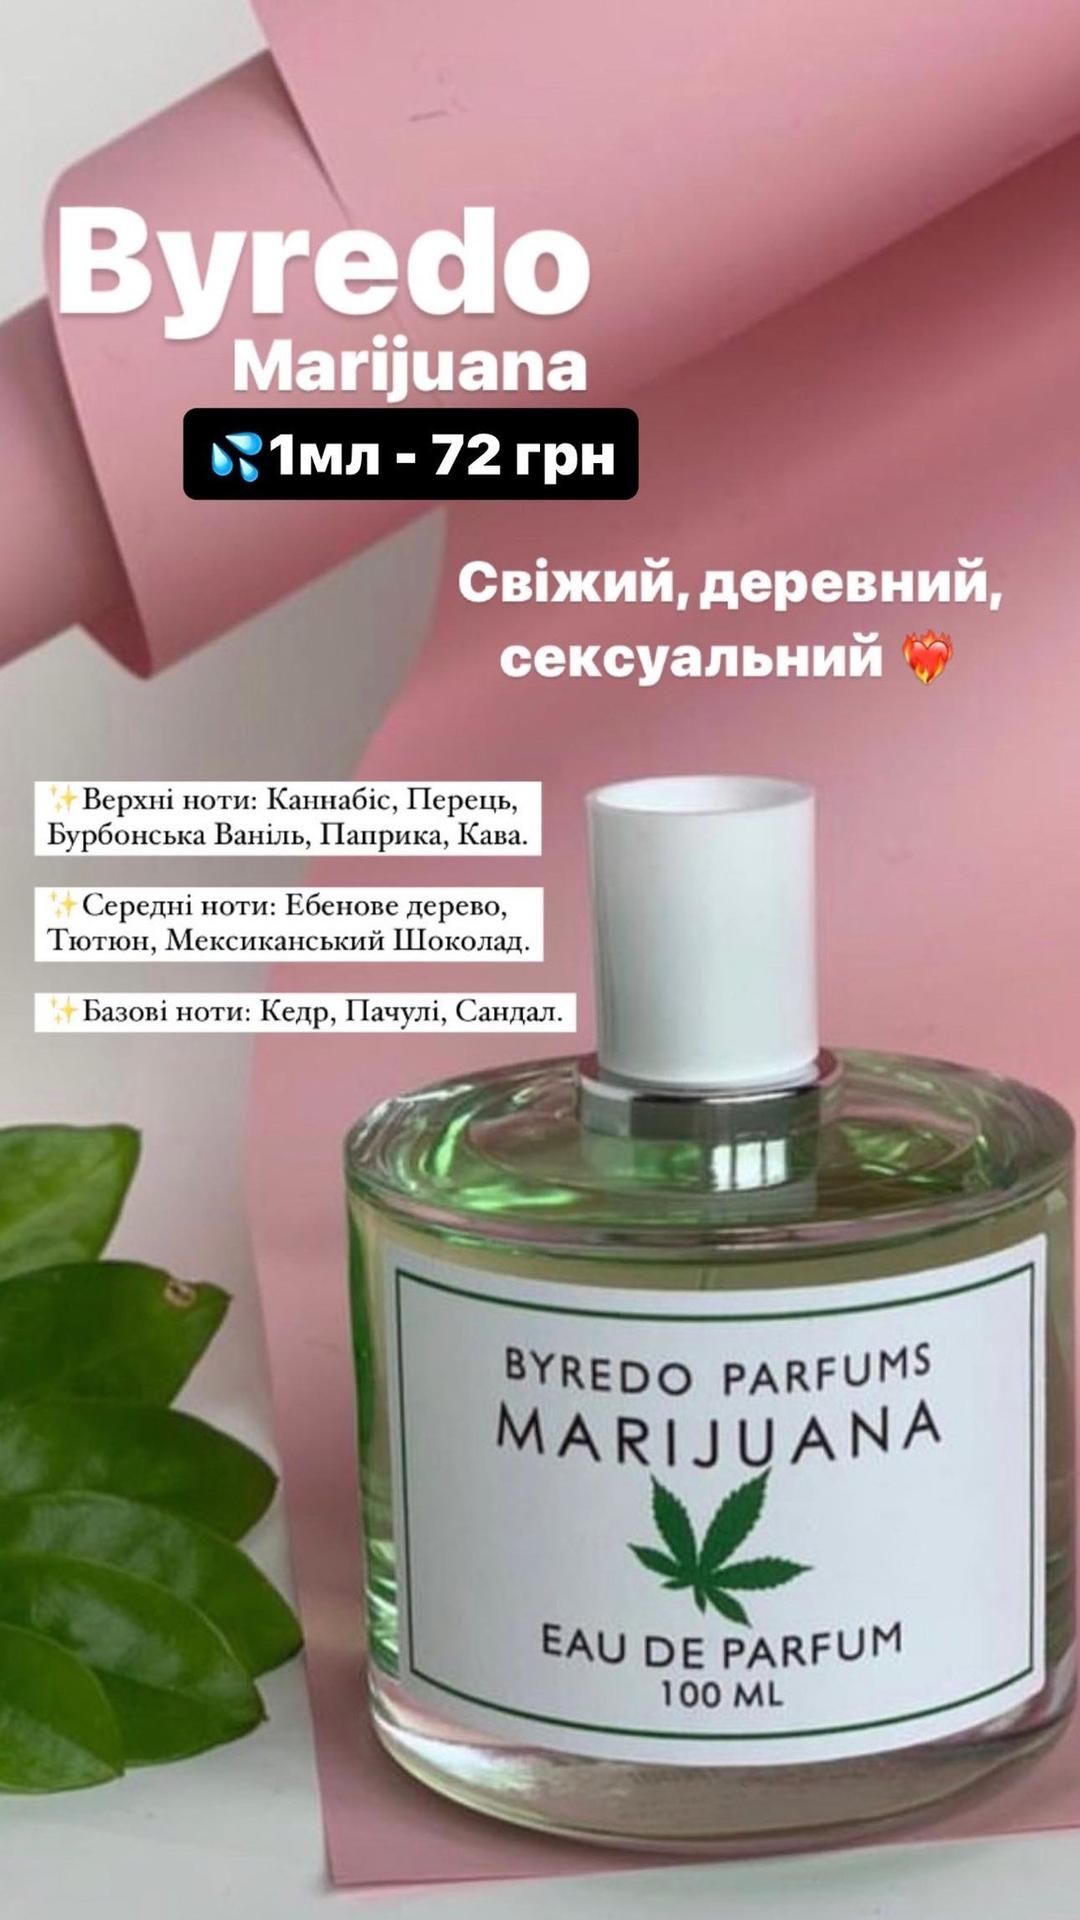 Byredo
Marijuana
💦1мл - 72 грн
Свіжий, деревний,
сексуальний ❤️‍🔥
✨Верхні ноти: Каннабіс, Перець,
Бурбонська Ваніль, Паприка, Кава.
✨Середні ноти: Ебенове дерево,
Тютюн, Мексиканський Шоколад.
✨Базові ноти: Кедр, Пачулі, Сандал.
BYREDO PARFUMS
MARIJUANA
EAU DE PARFUM
100 ML